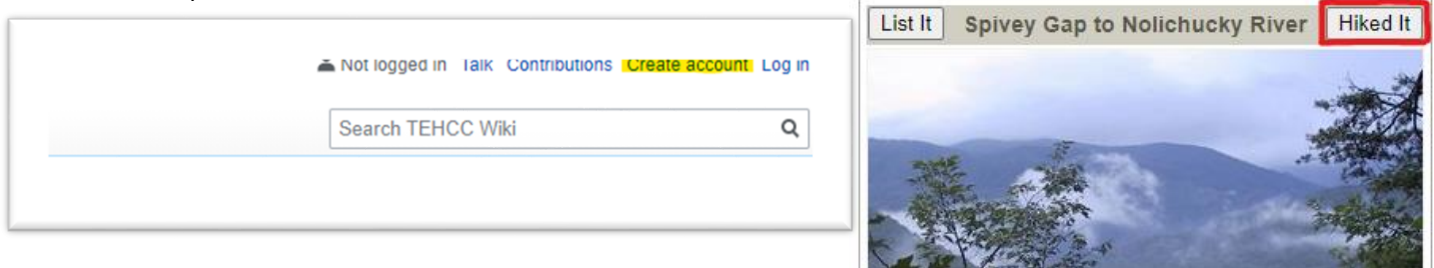 Not logged in Talk Contributions Create account Log in
Search TEHCC Wiki
List It Spivey Gap to Nolichucky River Hiked It